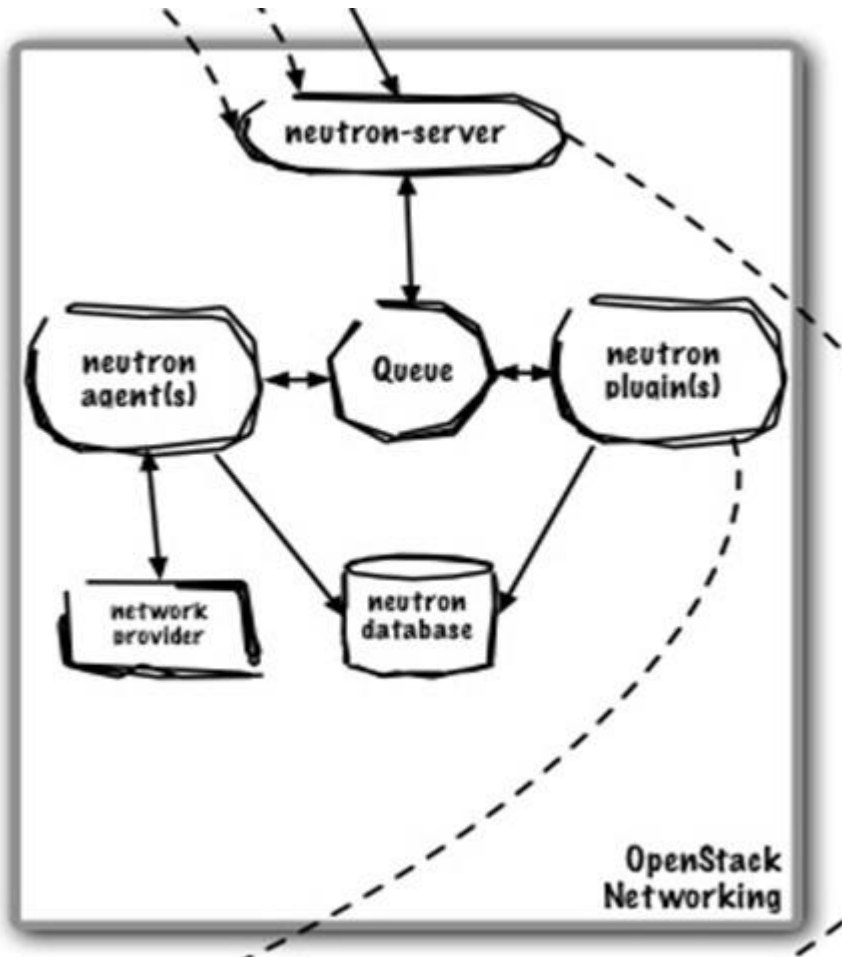 neutron-server
neutron
agent(s)
Queue
neutron
plugin(s)
network
provider
neutron
database
OpenStack
Networking